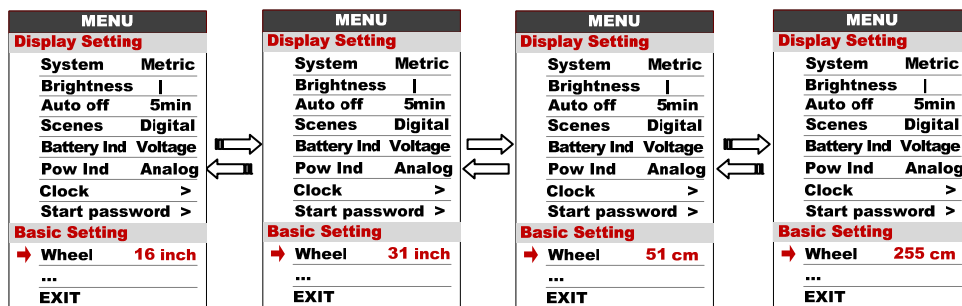 MENU
Display Setting
System Metric
Brightness |
Auto off 5min
Scenes Digital
Battery Ind Voltage
Pow Ind Analog
Clock >
Start password >
Basic Setting
Wheel 16 inch
...
EXIT
MENU
Display Setting
System Metric
Brightness |
Auto off 5min
Scenes Digital
Battery Ind Voltage
Pow Ind Analog
Clock >
Start password >
Basic Setting
Wheel 31 inch
...
EXIT
MENU
Display Setting
System Metric
Brightness |
Auto off 5min
Scenes Digital
Battery Ind Voltage
Pow Ind Analog
Clock >
Start password >
Basic Setting
Wheel 51 cm
...
EXIT
MENU
Display Setting
System Metric
Brightness |
Auto off 5min
Scenes Digital
Battery Ind Voltage
Pow Ind Analog
Clock >
Start password >
Basic Setting
Wheel 255 cm
...
EXIT